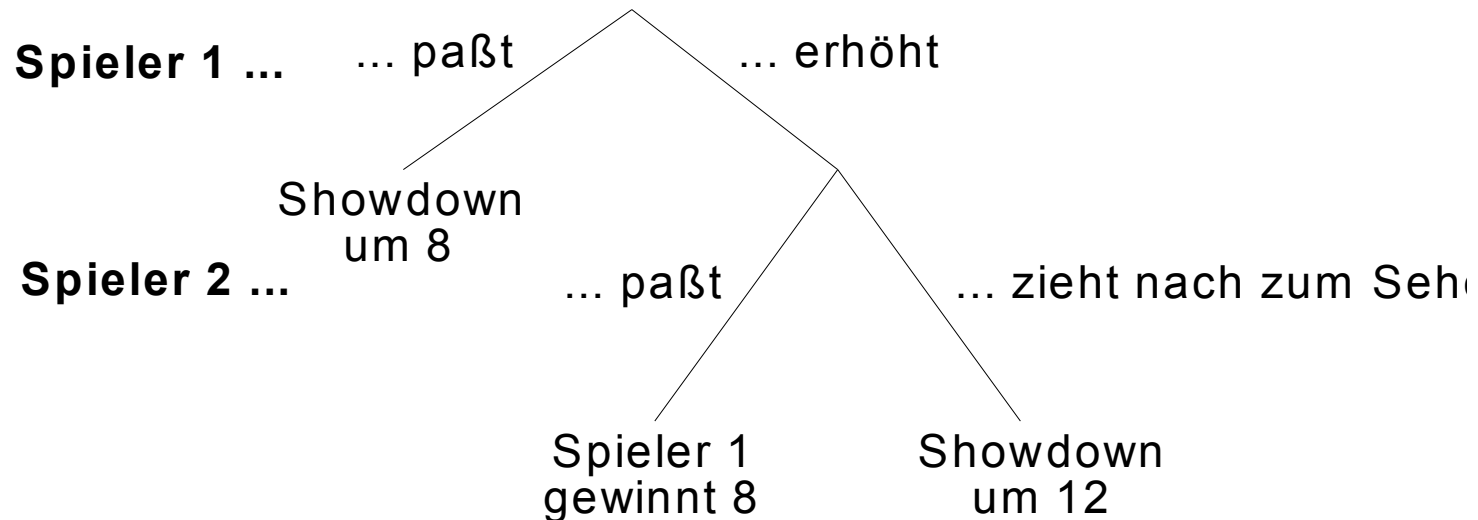 Spieler 1 ...
... paßt
... erhöht
Showdown
um 8
Spieler 2 ...
... paßt
... zieht nach zum
Spieler 1
gewinnt 8
Showdown
um 12